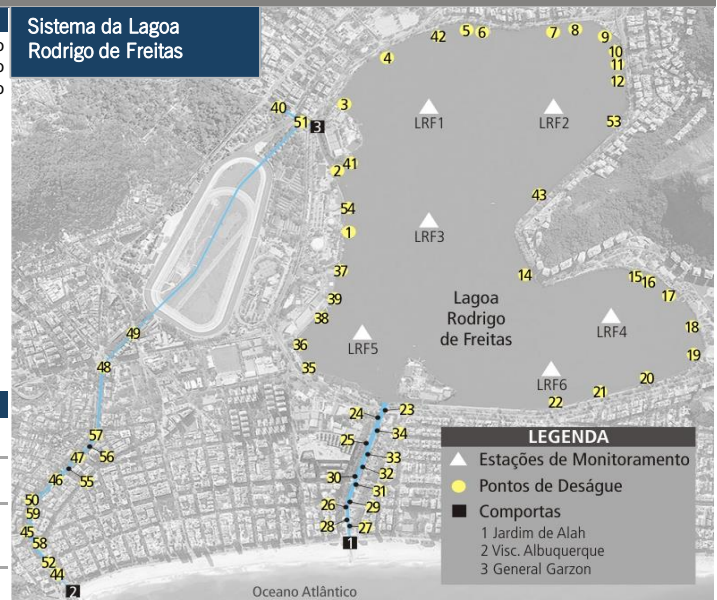 Sistema da Lagoa
Rodrigo de Freitas
o
o
o
42
5
6
7
8
9
4
10
11
12
40
3
51
3
LRF1
LRF2
53
41
2
54
43
1
LRF3
37
14
15
16
39
17
38
Lagoa
Rodrigo
de Freitas
LRF4
18
49
36
LRF5
19
48
35
LRF6
20
21
22
24
23
57
34
25
56
47
33
46
55
30
32
31
50
26
29
59
28
27
45
58
1
52
44
2
Oceano Atlântico
LEGENDA
Estações de Monitoramento
Pontos de Deságue
Comportas
1 Jardim de Alah
2 Visc. Albuquerque
3 General Garzon